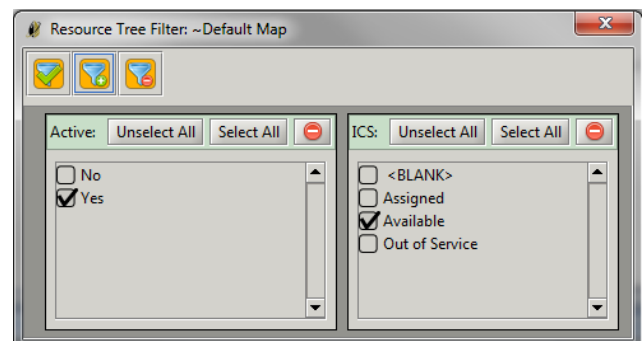 Resource Tree Filter: ~Default Map
Active: Unselect All Select All
No
Yes
ICS: Unselect All Select All
<BLANK>
Assigned
Available
Out of Service